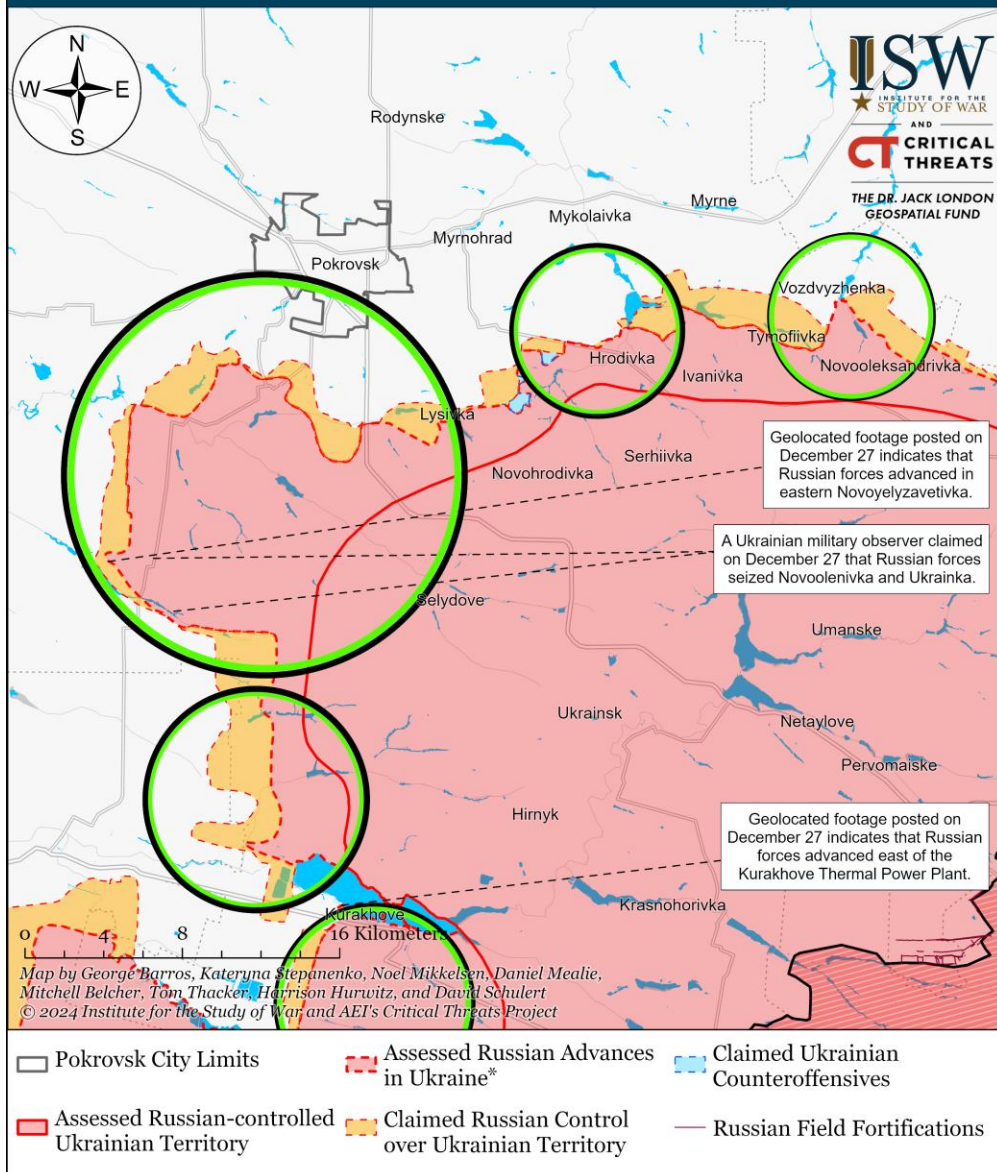 N
W E
S
ISW
INSTITUTE FOR THE
STUDY OF WAR
AND
CT CRITICAL
THREATS
THE DR. JACK LONDON
GEOSPATIAL FUND
Rodynske
Myrne
Mykolaivka
Myrnohrad
Pokrovsk
Vozdvyzhenka
Tymofiivka
Hrodivka
Novooleksandrivka
Ivanivka
Lysivka
Serhiivka
Novohrodivka
Geolocated footage posted on
December 27 indicates that
Russian forces advanced in
eastern Novoyelyzavetivka.
A Ukrainian military observer claimed
on December 27 that Russian forces
seized Novoolenivka and Ukrainka.
Selydove
Umanske
Ukrainsk
Netaylove
Pervomaiske
Hirnyk
Geolocated footage posted on
December 27 indicates that Russian
forces advanced east of the
Kurakhove Thermal Power Plant.
Krasnohorivka
Kurakhove
0 4 8 16 Kilometers
Map by George Barros, Kateryna Stepanenko, Noel Mikkelsen, Daniel Mealie,
Mitchell Belcher, Tom Thacker, Harrison Hurwitz, and David Schulert
© 2024 Institute for the Study of War and AEI's Critical Threats Project
Pokrovsk City Limits
Assessed Russian Advances
in Ukraine*
Claimed Ukrainian
Counteroffensives
Assessed Russian-controlled
Ukrainian Territory
Claimed Russian Control
over Ukrainian Territory
Russian Field Fortifications